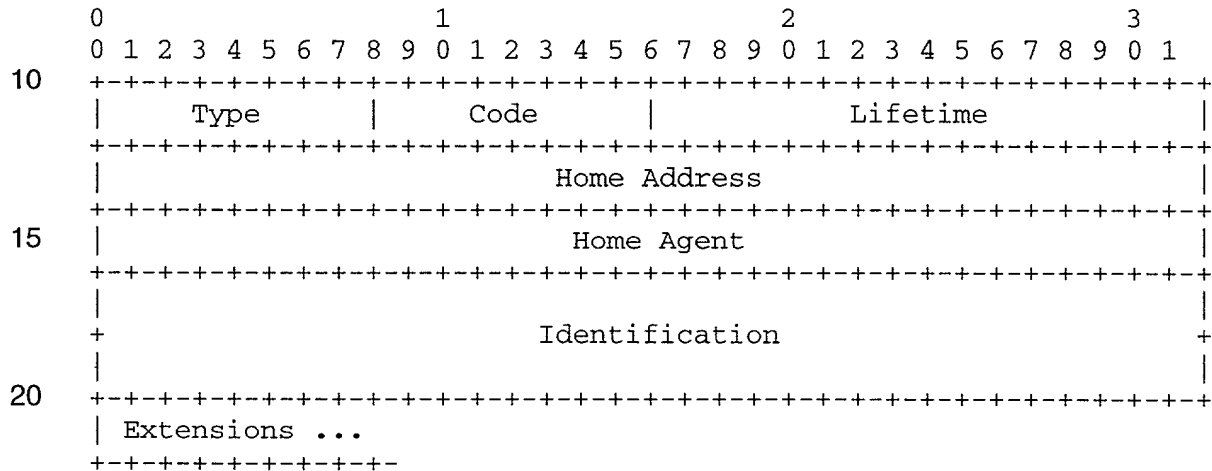 0 1 2 3
0 1 2 3 4 5 6 7 8 9 0 1 2 3 4 5 6 7 8 9 0 1 2 3 4 5 6 7 8 9 0 1
10 +-+-+-+-+-+-+-+-+-+-+-+-+-+-+-+-+-+-+-+-+-+-+-+-+-+-+-+-+-+-+-+-+
| Type | Code | Lifetime |
+-+-+-+-+-+-+-+-+-+-+-+-+-+-+-+-+-+-+-+-+-+-+-+-+-+-+-+-+-+-+-+-+
| Home Address |
+-+-+-+-+-+-+-+-+-+-+-+-+-+-+-+-+-+-+-+-+-+-+-+-+-+-+-+-+-+-+-+-+
15 | Home Agent |
+-+-+-+-+-+-+-+-+-+-+-+-+-+-+-+-+-+-+-+-+-+-+-+-+-+-+-+-+-+-+-+-+
| |
+ Identification +
| |
20 +-+-+-+-+-+-+-+-+-+-+-+-+-+-+-+-+-+-+-+-+-+-+-+-+-+-+-+-+-+-+-+-+
| Extensions ...
+-+-+-+-+-+-+-+-+-